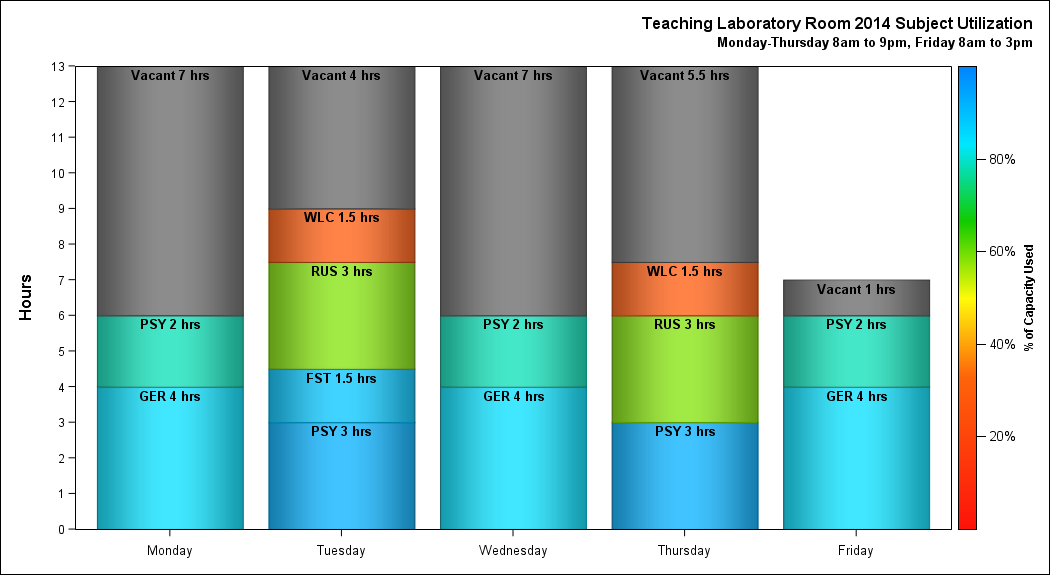 Teaching Laboratory Room 2014 Subject Utilization
Monday-Thursday 8am to 9pm, Friday 8am to 3pm
Hours
13
12
11
10
9
8
7
6
5
4
3
2
1
0
Vacant 7 hrs
PSY 2 hrs
GER 4 hrs
Vacant 4 hrs
WLC 1.5 hrs
RUS 3 hrs
FST 1.5 hrs
PSY 3 hrs
Vacant 7 hrs
PSY 2 hrs
GER 4 hrs
Vacant 5.5 hrs
WLC 1.5 hrs
RUS 3 hrs
PSY 3 hrs
Vacant 1 hrs
PSY 2 hrs
GER 4 hrs
Monday
Tuesday
Wednesday
Thursday
Friday
80%
60%
40%
20%
% of Capacity Used